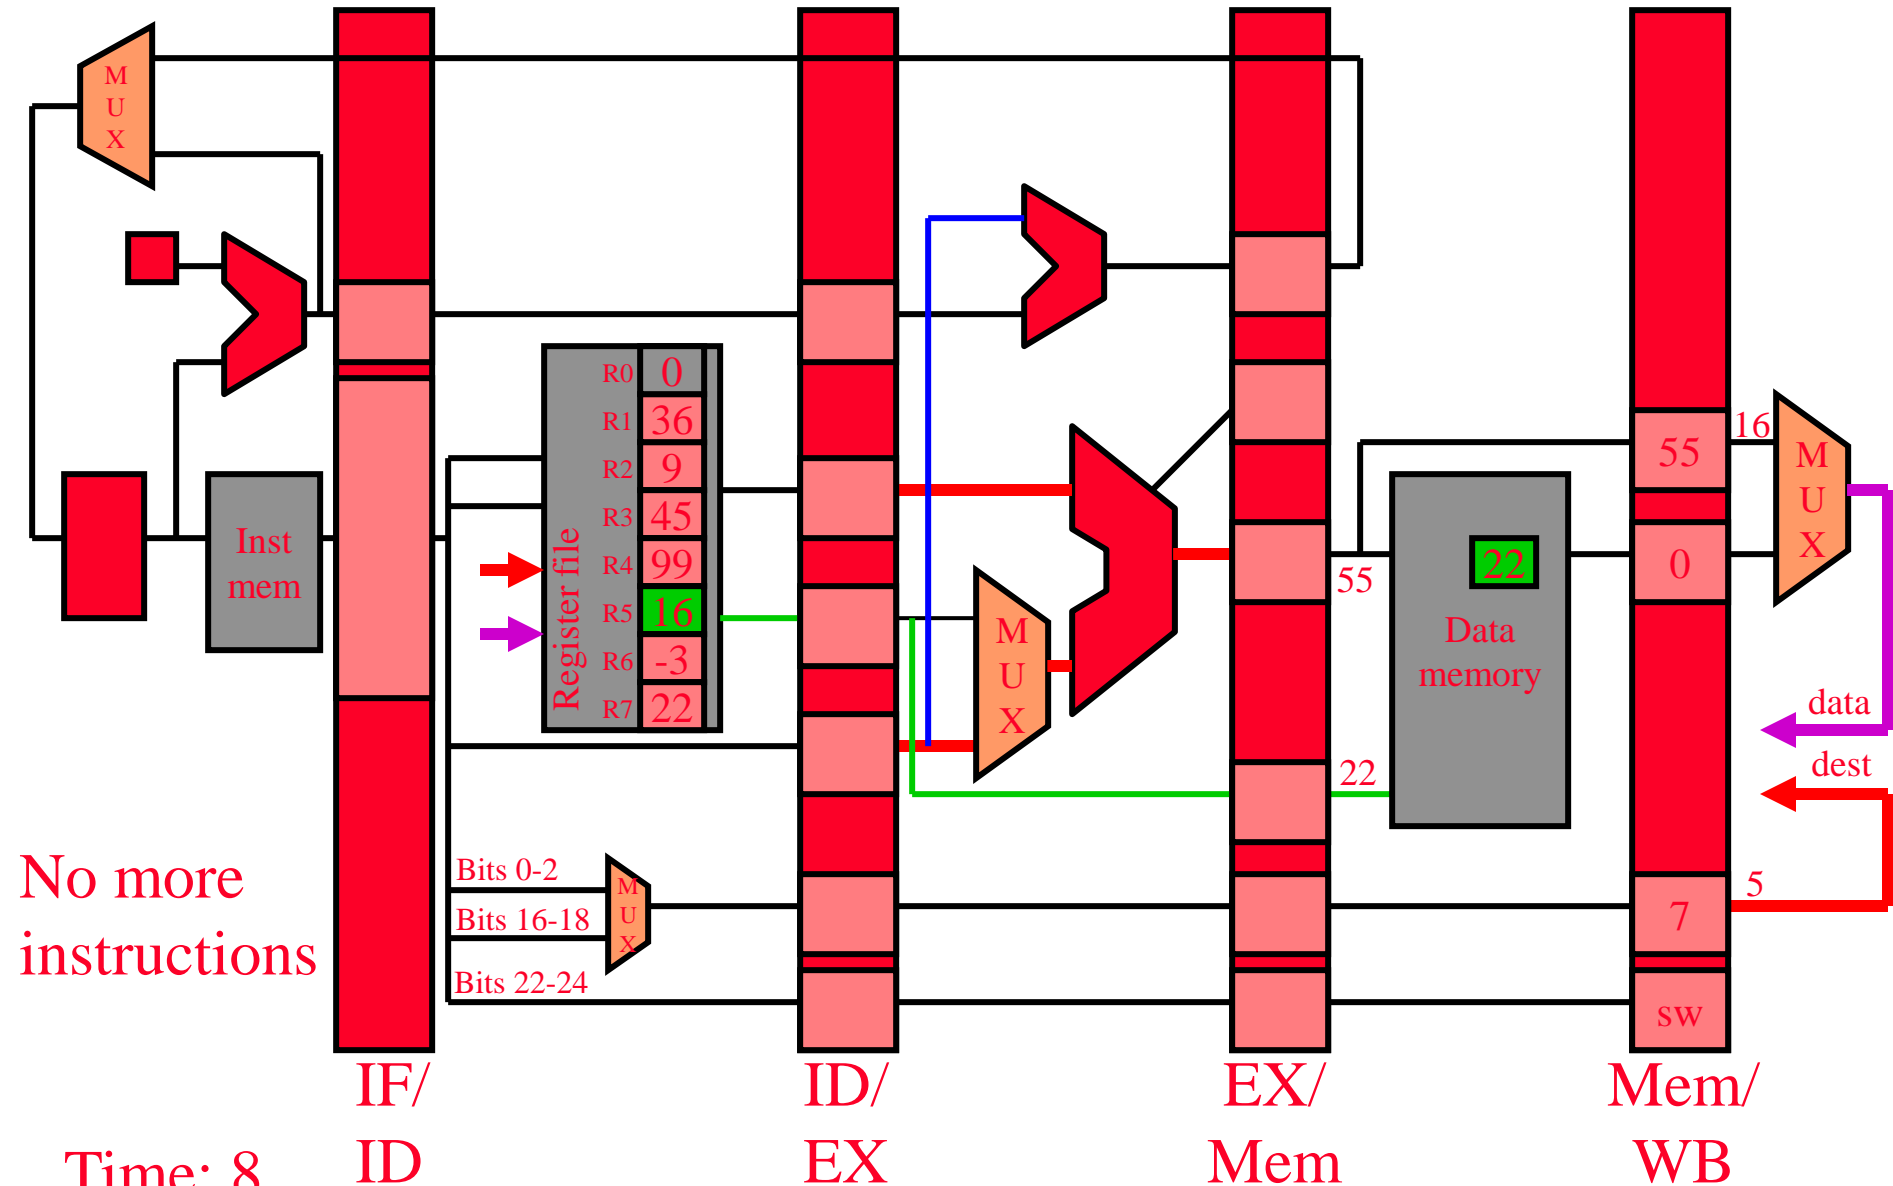 M
U
X
Inst
mem
Register file
R0 0
R1 36
R2 9
R3 45
R4 99
R5 16
R6 -3
R7 22
M
U
X
55
22
22
Data
memory
55
0
16
M
U
X
data
dest
5
7
sw
Bits 0-2
Bits 16-18
Bits 22-24
M
U
X
No more
instructions
Time: 8
IF/
ID
ID/
EX
EX/
Mem
Mem/
WB